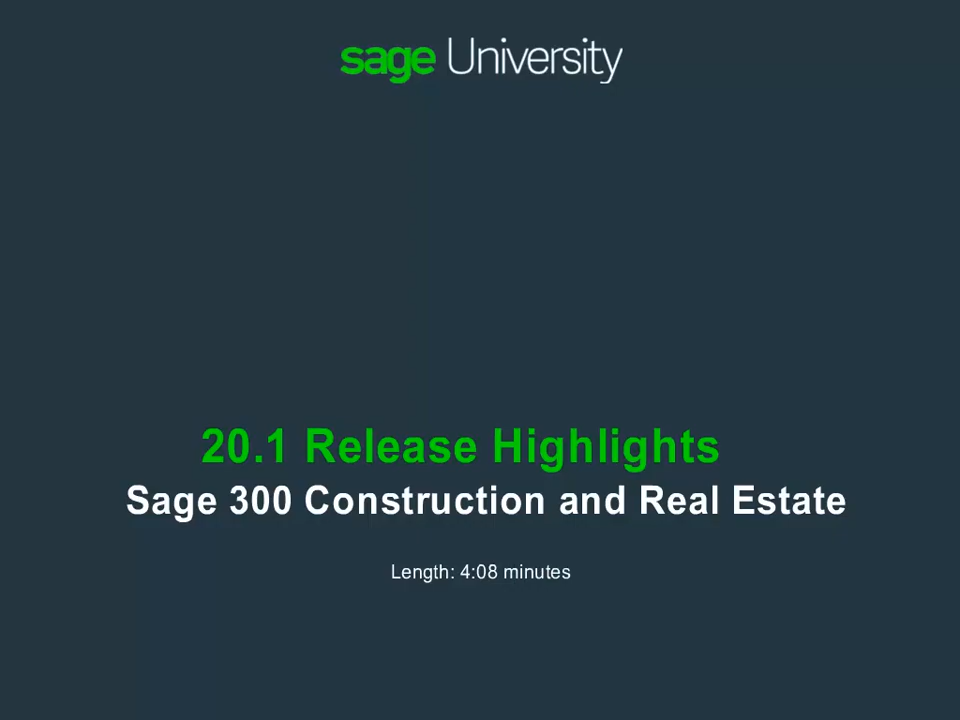 sage University
20.1 Release Highlights
Sage 300 Construction and Real Estate
Length: 4:08 minutes